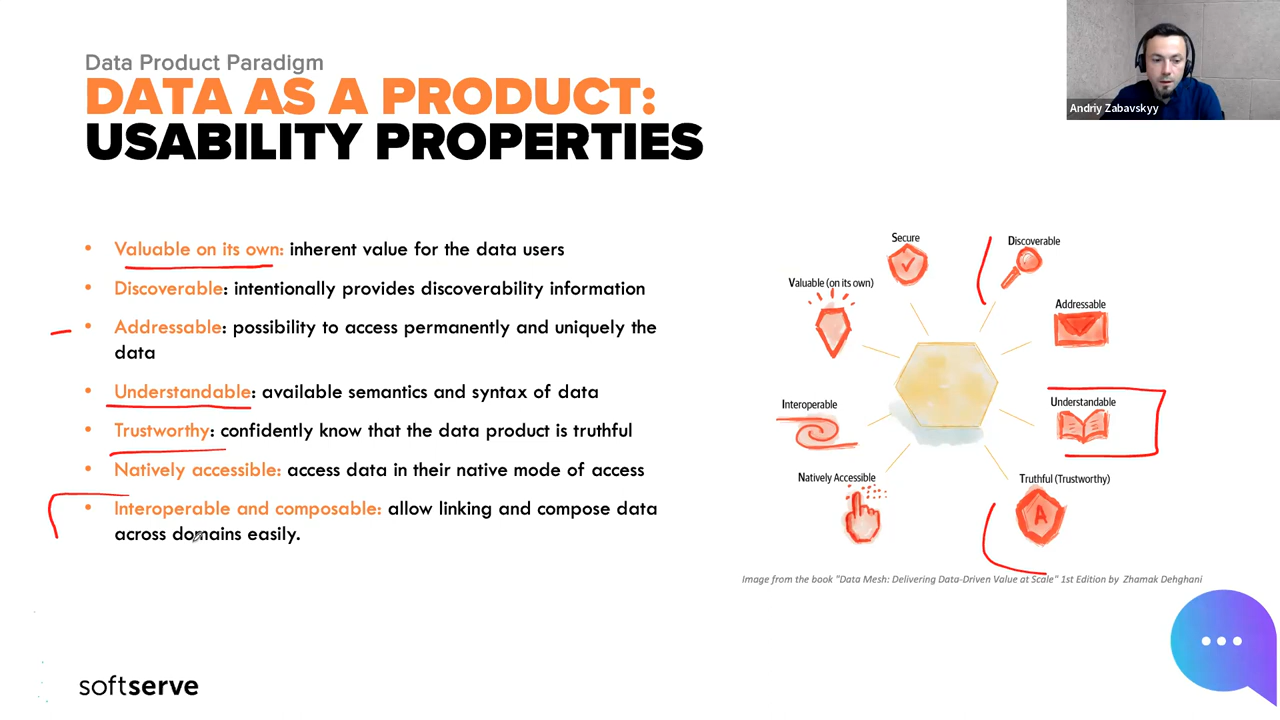 Data Product Paradigm
DATA AS A PRODUCT:
USABILITY PROPERTIES
Andriy Zabavskyy
• Valuable on its own: inherent value for the data users
• Discoverable: intentionally provides discoverability information
• Addressable: possibility to access permanently and uniquely the
data
• Understandable: available semantics and syntax of data
• Trustworthy: confidently know that the data product is truthful
• Natively accessible: access data in their native mode of access
• Interoperable and composable: allow linking and compose data
across domains easily.
Secure
Discoverable
Valuable (on its own)
Addressable
Interoperable
Understandable
Natively Accessible
Truthful (Trustworthy)
A
Image from the book "Data Mesh: Delivering Data-Driven Value at Scale" 1st Edition by Zhamak Dehghani
softserve